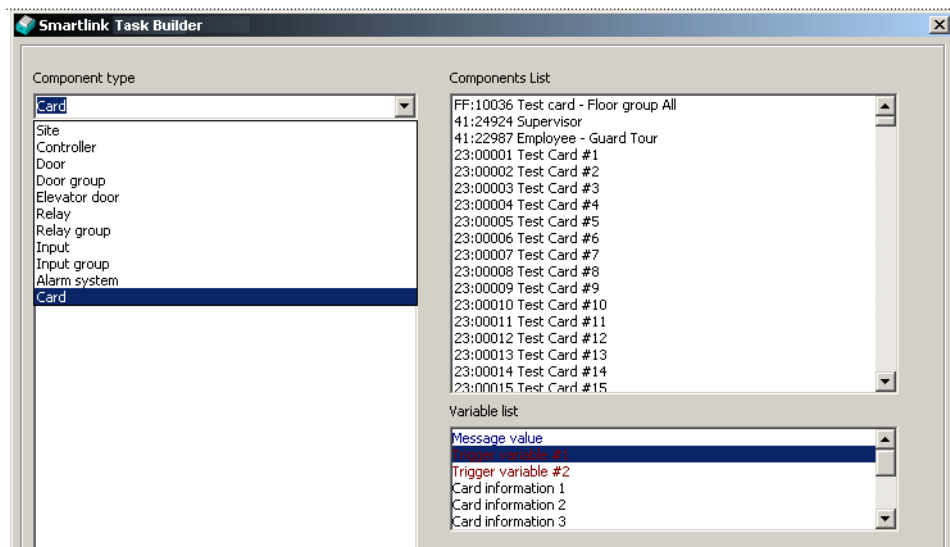 Smartlink Task Builder
Component type
Card
Site
Controller
Door
Door group
Elevator door
Relay
Relay group
Input
Input group
Alarm system
Card
Components List
FF:10036 Test card - Floor group All
41:24924 Supervisor
41:22987 Employee - Guard Tour
23:00001 Test Card #1
23:00002 Test Card #2
23:00003 Test Card #3
23:00004 Test Card #4
23:00005 Test Card #5
23:00006 Test Card #6
23:00007 Test Card #7
23:00008 Test Card #8
23:00009 Test Card #9
23:00010 Test Card #10
23:00011 Test Card #11
23:00012 Test Card #12
23:00013 Test Card #13
23:00014 Test Card #14
23:00015 Test Card #15
Variable list
Message value
Trigger variable #1
Trigger variable #2
Card information 1
Card information 2
Card information 3